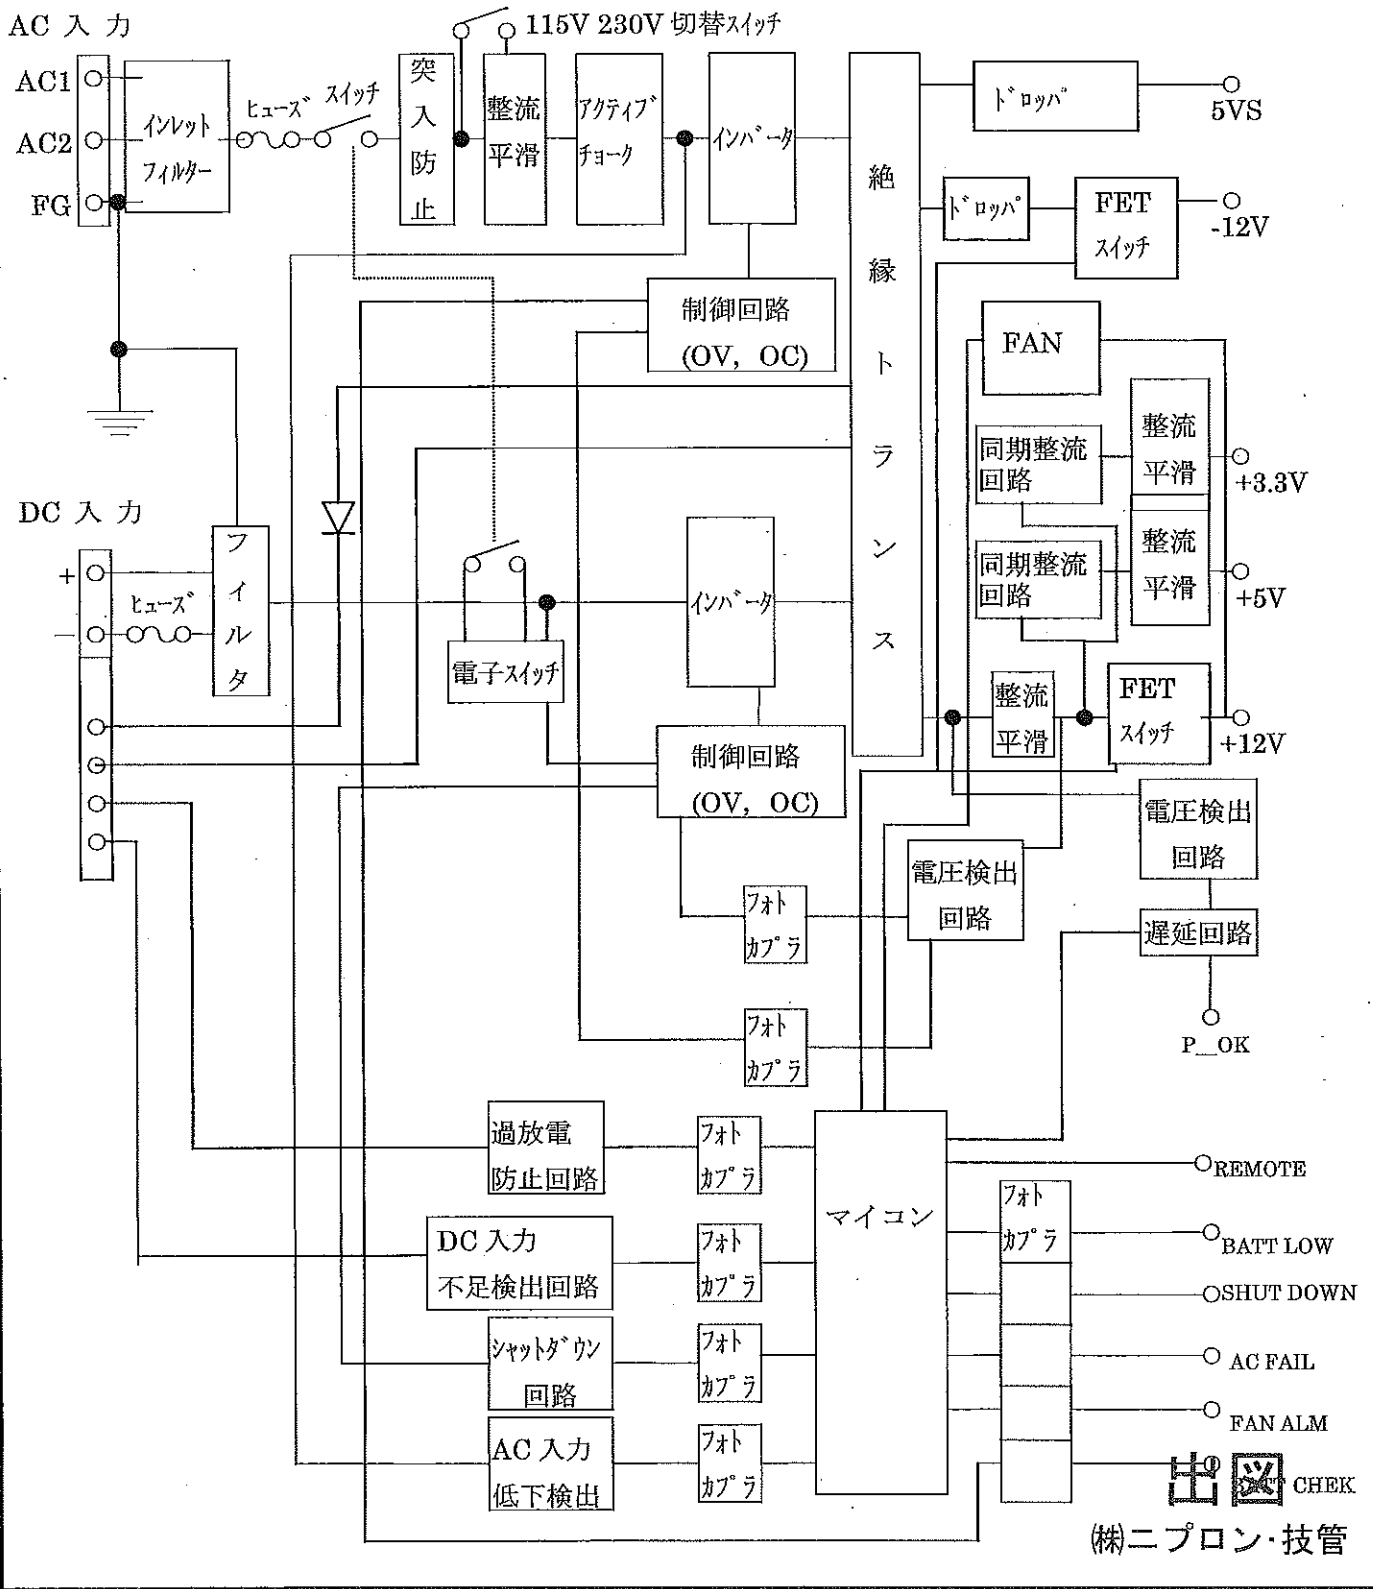 AC 入 力
115V 230V 切替スイッチ
AC1
AC2
FG
インレット
フィルター
ヒューズ
スイッチ
突
入
防
止
整流
平滑
アクティブ
チョーク
インバータ
絶
縁
ト
ラ
ン
ス
ドロッパ
5VS
ドロッパ
FET
スイッチ
-12V
制御回路
(OV, OC)
FAN
整流
平滑
同期整流
回路
+3.3V
整流
平滑
同期整流
回路
+5V
DC 入 力
+
−
ヒューズ
フ
ィ
ル
タ
電子スイッチ
インバータ
制御回路
(OV, OC)
整流
平滑
FET
スイッチ
+12V
電圧検出
回路
電圧検出
回路
遅延回路
P__OK
フォト
カプラ
フォト
カプラ
過放電
防止回路
フォト
カプラ
DC 入力
不足検出回路
フォト
カプラ
シャットダウン
回路
フォト
カプラ
AC 入力
低下検出
フォト
カプラ
マイコン
フォト
カプラ
REMOTE
BATT LOW
SHUT DOWN
AC FAIL
FAN ALM
CHEK
出図
㈱ニプロン・技管